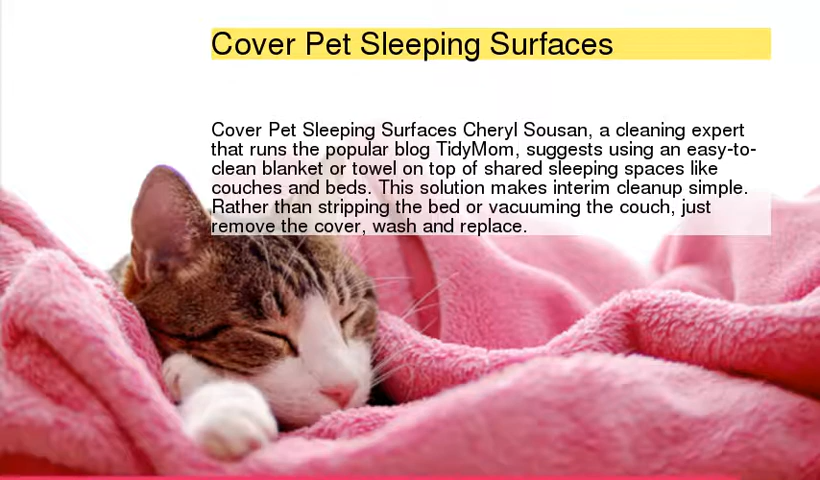 Cover Pet Sleeping Surfaces
Cover Pet Sleeping Surfaces Cheryl Sousan, a cleaning expert
that runs the popular blog TidyMom, suggests using an easy-to-
clean blanket or towel on top of shared sleeping spaces like
couches and beds. This solution makes interim cleanup simple.
Rather than stripping the bed or vacuuming the couch, just
remove the cover, wash and replace.